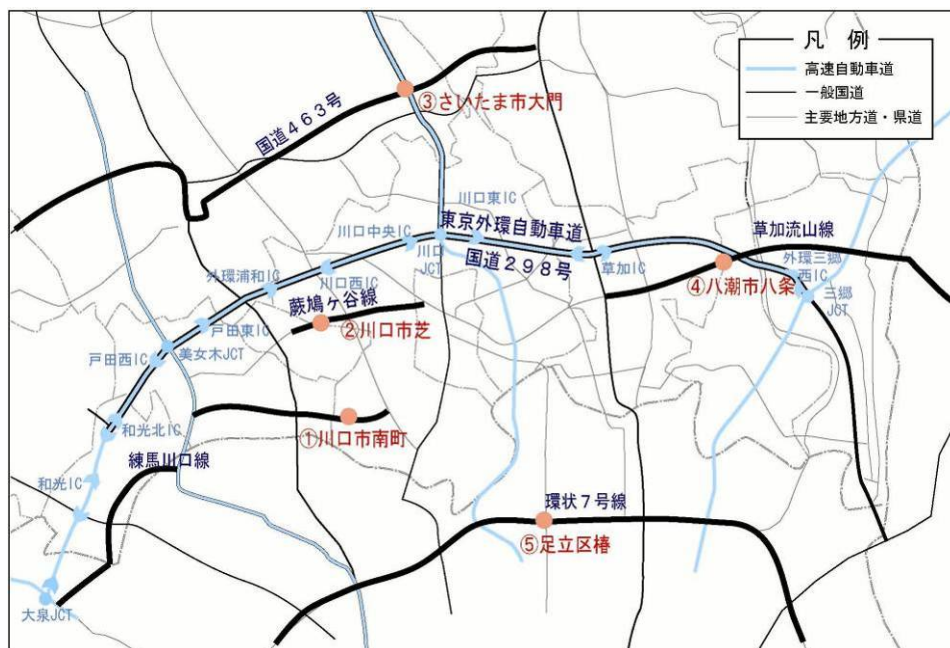 凡 例
高速自動車道
一般国道
主要地方道・県道
③さいたま市大門
国道463号
川口東IC
川口中央IC
東京外環自動車道
川口
JCT
国道298号
草加IC
草加流山線
外環三郷
西IC
三郷
JCT
④八潮市八条
外環浦和IC
川口西IC
蕨鳩ヶ谷線
②川口市芝
戸田東IC
戸田西IC
美女木JCT
和光北IC
①川口市南町
練馬川口線
和光IC
環状7号線
⑤足立区椿
大泉JCT